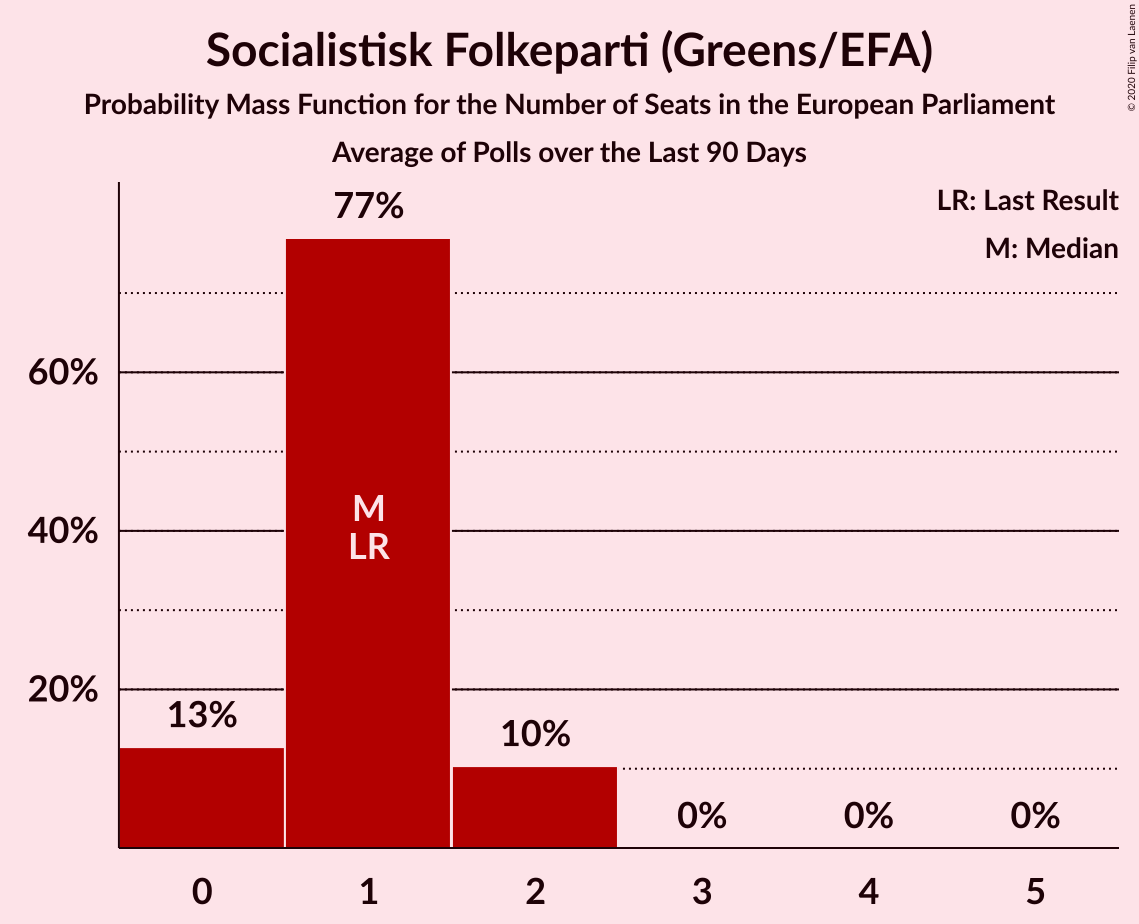 Socialistisk Folkeparti (Greens/EFA)
Probability Mass Function for the Number of Seats in the European Parliament
Average of Polls over the Last 90 Days
© 2020 Filip van Laenen
LR: Last Result
M: Median
77%
60%
M
40%
LR
20%
13%
10%
0%
0%
0%
0
1
2
3
4
5